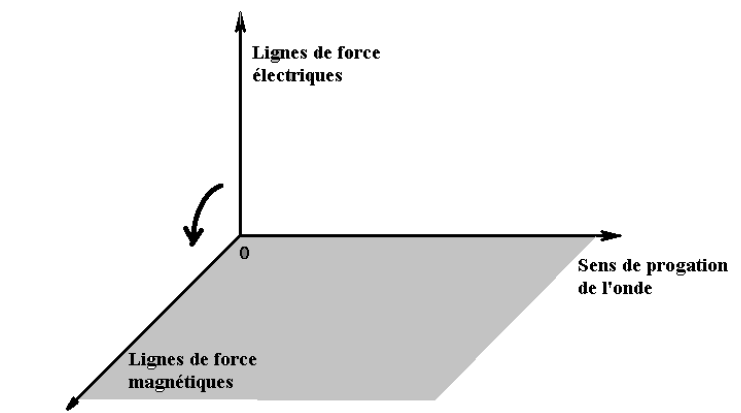 Lignes de force
électriques
0
Sens de progation
de l'onde
Lignes de force
magnétiques